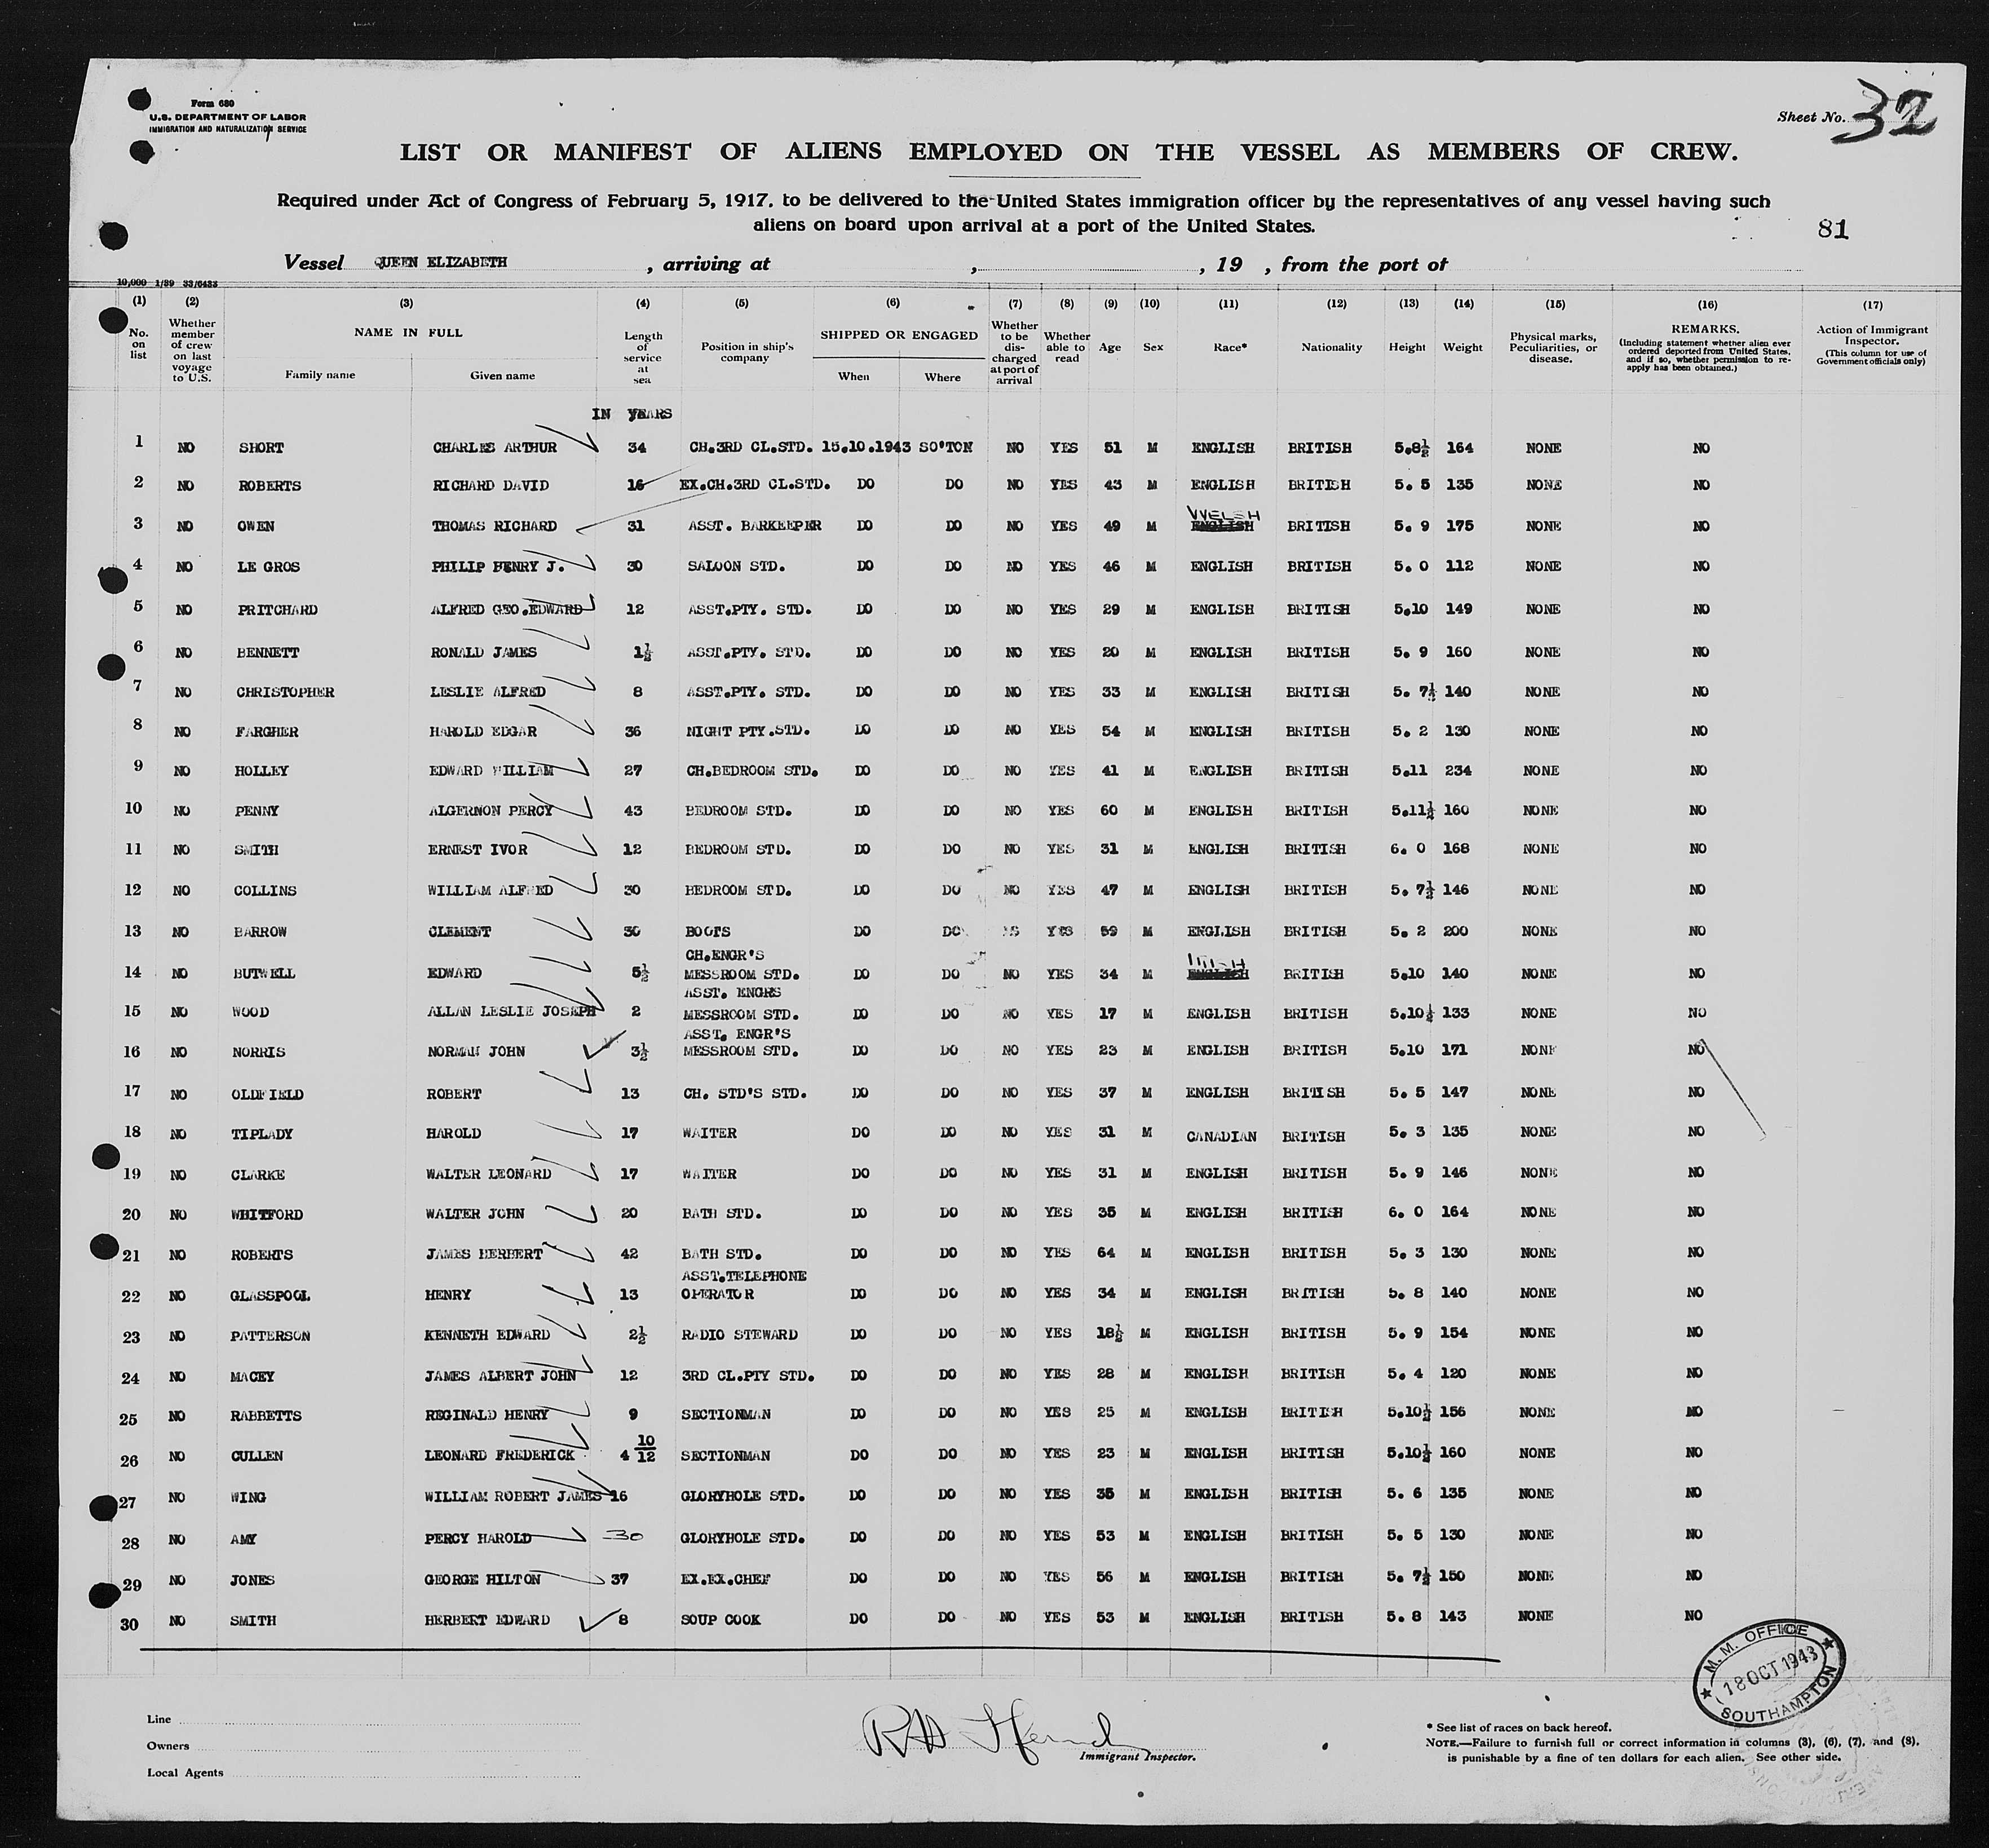 Form 680
U.S. DEPARTMENT OF LABOR
IMMIGRATION AND NATURALIZATION SERVICE
Sheet No. 32
LIST OR MANIFEST OF ALIENS EMPLOYED ON THE VESSEL AS MEMBERS OF CREW.
Required under Act of Congress of February 5, 1917, to be delivered to the United States immigration officer by the representatives of any vessel having such
aliens on board upon arrival at a port of the United States.
81
Vessel QUEEN ELIZABETH , arriving at , , 19 , from the port of
10,000 1/39 33/6433
(1) (2) (3) (4) (5) (6) (7) (8) (9) (10) (11) (12) (13) (14) (15) (16) (17)
No. on list
Whether member of crew on last voyage to U.S.
NAME IN FULL
Family name Given name
Length of service at sea
Position in ship's company
SHIPPED OR ENGAGED
When Where
Whether to be discharged at port of arrival
Whether able to read
Age Sex Race* Nationality Height Weight
Physical marks, Peculiarities, or disease.
REMARKS.
(Including statement whether alien ever ordered deported from United States, and if so, whether permission to re-apply has been obtained.)
Action of Immigrant Inspector.
(This column for use of Government officials only)
IN YEARS
1 NO SHORT CHARLES ARTHUR 34 CH.3RD CL.STD. 15.10.1943 SO'TON NO YES 51 M ENGLISH BRITISH 5.8½ 164 NONE NO
2 NO ROBERTS RICHARD DAVID 16 EX.CH.3RD CL.STD. DO DO NO YES 43 M ENGLISH BRITISH 5. 5 135 NONE NO
WELSH
3 NO OWEN THOMAS RICHARD 31 ASST. BARKEEPER DO DO NO YES 49 M ENGLISH BRITISH 5. 9 175 NONE NO
4 NO LE GROS PHILIP HENRY J. 30 SALOON STD. DO DO NO YES 46 M ENGLISH BRITISH 5. 0 112 NONE NO
5 NO PRITCHARD ALFRED GEO.EDWARD 12 ASST.PTY. STD. DO DO NO YES 29 M ENGLISH BRITISH 5.10 149 NONE NO
6 NO BENNETT RONALD JAMES 1½ ASST.PTY. STD. DO DO NO YES 20 M ENGLISH BRITISH 5. 9 160 NONE NO
7 NO CHRISTOPHER LESLIE ALFRED 8 ASST.PTY. STD. DO DO NO YES 33 M ENGLISH BRITISH 5. 7½ 140 NONE NO
8 NO FARGHER HAROLD EDGAR 36 NIGHT PTY.STD. DO DO NO YES 54 M ENGLISH BRITISH 5. 2 130 NONE NO
9 NO HOLLEY EDWARD WILLIAM 27 CH.BEDROOM STD. DO DO NO YES 41 M ENGLISH BRITISH 5.11 234 NONE NO
10 NO PENNY ALGERNON PERCY 43 BEDROOM STD. DO DO NO YES 60 M ENGLISH BRITISH 5.11½ 160 NONE NO
11 NO SMITH ERNEST IVOR 12 BEDROOM STD. DO DO NO YES 31 M ENGLISH BRITISH 6. 0 168 NONE NO
12 NO COLLINS WILLIAM ALFRED 30 BEDROOM STD. DO DO NO YES 47 M ENGLISH BRITISH 5. 7½ 146 NONE NO
13 NO BARROW CLEMENT 30 BOOTS DO DO YES 59 M ENGLISH BRITISH 5. 2 200 NONE NO
CH.ENGR'S IRISH
14 NO BUTWELL EDWARD 5½ MESSROOM STD. DO DO NO YES 34 M ENGLISH BRITISH 5.10 140 NONE NO
ASST. ENGRS
15 NO WOOD ALLAN LESLIE JOSEPH 2 MESSROOM STD. DO DO NO YES 17 M ENGLISH BRITISH 5.10½ 133 NONE NO
ASST. ENGR'S
16 NO NORRIS NORMAN JOHN 3½ MESSROOM STD. DO DO NO YES 23 M ENGLISH BRITISH 5.10 171 NONE NO
17 NO OLDFIELD ROBERT 13 CH. STD'S STD. DO DO NO YES 37 M ENGLISH BRITISH 5. 5 147 NONE NO
18 NO TIPLADY HAROLD 17 WAITER DO DO NO YES 31 M CANADIAN BRITISH 5. 3 135 NONE NO
19 NO CLARKE WALTER LEONARD 17 WAITER DO DO NO YES 31 M ENGLISH BRITISH 5. 9 146 NONE NO
20 NO WHITFORD WALTER JOHN 20 BATH STD. DO DO NO YES 35 M ENGLISH BRITISH 6. 0 164 NONE NO
21 NO ROBERTS JAMES HERBERT 42 BATH STD. DO DO NO YES 64 M ENGLISH BRITISH 5. 3 130 NONE NO
ASST.TELEPHONE
22 NO GLASSPOOL HENRY 13 OPERATOR DO DO NO YES 34 M ENGLISH BRITISH 5. 8 140 NONE NO
23 NO PATTERSON KENNETH EDWARD 2½ RADIO STEWARD DO DO NO YES 18½ M ENGLISH BRITISH 5. 9 154 NONE NO
24 NO MACEY JAMES ALBERT JOHN 12 3RD CL.PTY STD. DO DO NO YES 28 M ENGLISH BRITISH 5. 4 120 NONE NO
25 NO RABBETTS REGINALD HENRY 9 SECTIONMAN DO DO NO YES 25 M ENGLISH BRITISH 5.10½ 156 NONE NO
26 NO CULLEN LEONARD FREDERICK 4 10/12 SECTIONMAN DO DO NO YES 23 M ENGLISH BRITISH 5.10½ 160 NONE NO
27 NO WING WILLIAM ROBERT JAMES 16 GLORYHOLE STD. DO DO NO YES 35 M ENGLISH BRITISH 5. 6 135 NONE NO
28 NO AMY PERCY HAROLD 30 GLORYHOLE STD. DO DO NO YES 53 M ENGLISH BRITISH 5. 5 130 NONE NO
29 NO JONES GEORGE HILTON 37 EX.EX.CHEF DO DO NO YES 56 M ENGLISH BRITISH 5. 7½ 150 NONE NO
30 NO SMITH HERBERT EDWARD 8 SOUP COOK DO DO NO YES 53 M ENGLISH BRITISH 5. 8 143 NONE NO
M. M. OFFICE
18 OCT 1943
SOUTHAMPTON
Line
Owners
Local Agents
Immigrant Inspector.
* See list of races on back hereof.
NOTE.—Failure to furnish full or correct information in columns (3), (6), (7), and (8),
is punishable by a fine of ten dollars for each alien. See other side.